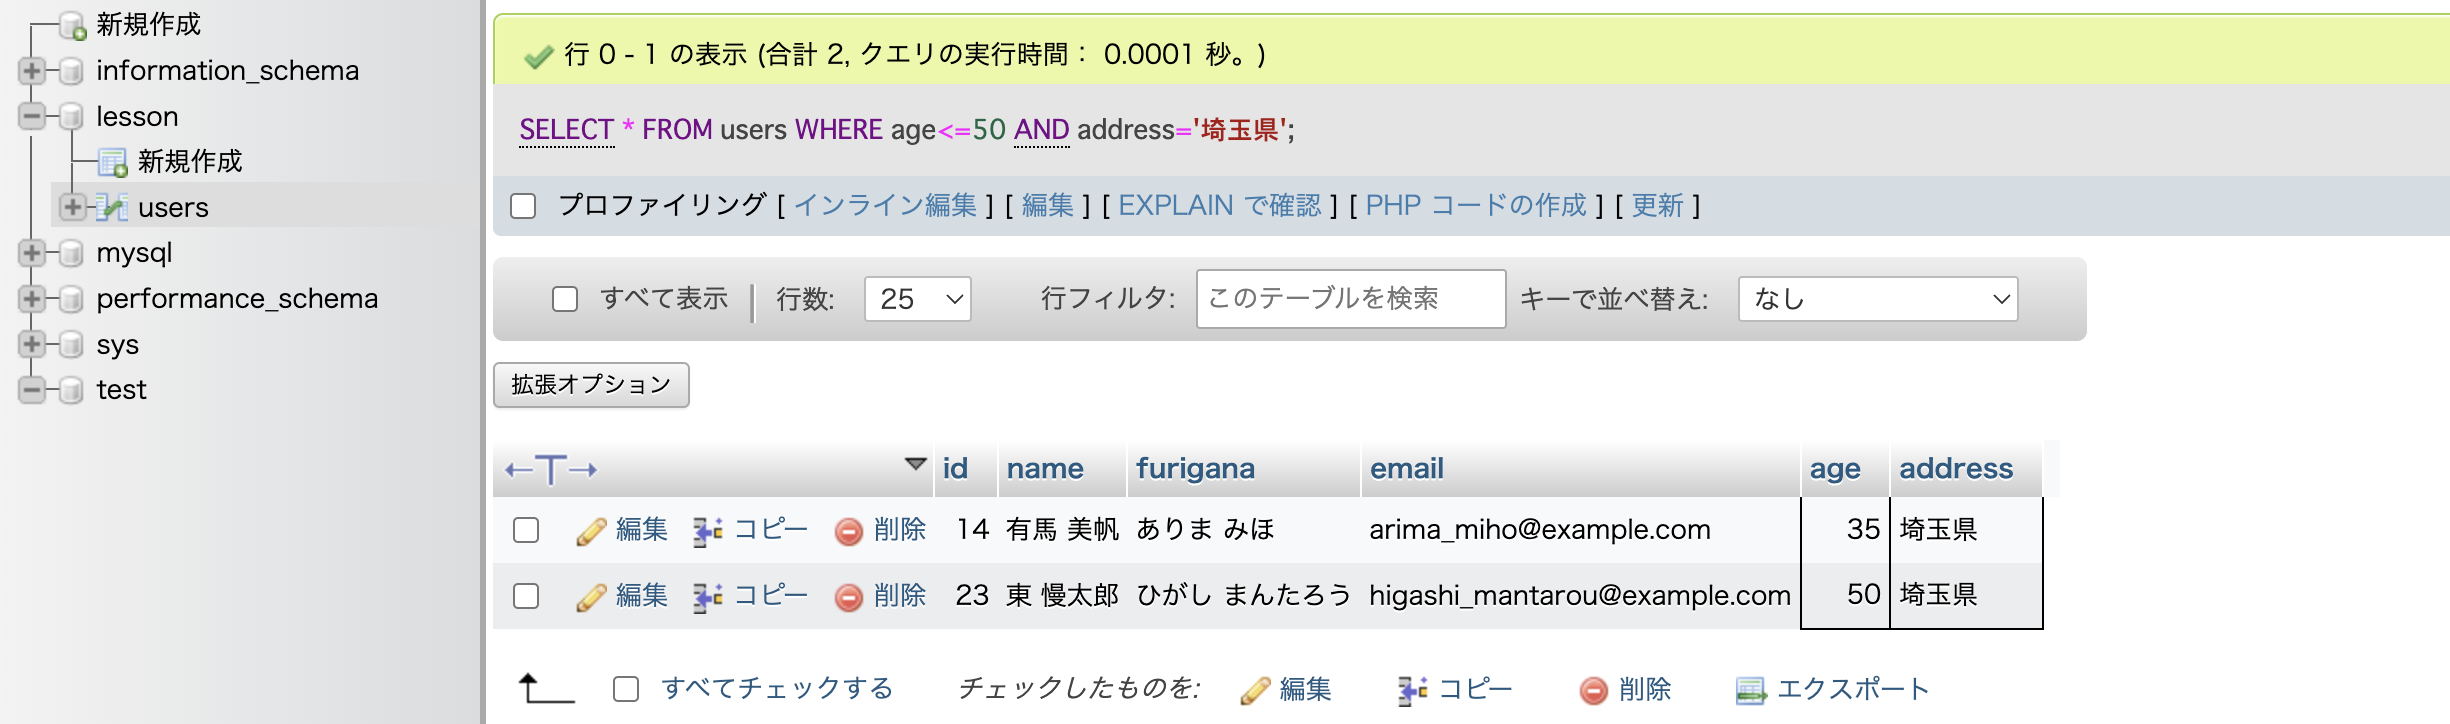 新規作成
information_schema
lesson
新規作成
users
mysql
performance_schema
sys
test
行 0 - 1 の表示 (合計 2, クエリの実行時間： 0.0001 秒。)
SELECT * FROM users WHERE age<=50 AND address='埼玉県';
プロファイリング [ インライン編集 ] [ 編集 ] [ EXPLAIN で確認 ] [ PHP コードの作成 ] [ 更新 ]
すべて表示 行数: 25 行フィルタ: このテーブルを検索 キーで並べ替え: なし
拡張オプション
←T→ id name furigana email age address
編集 コピー 削除 14 有馬 美帆 ありま みほ arima_miho@example.com 35 埼玉県
編集 コピー 削除 23 東 慢太郎 ひがし まんたろう higashi_mantarou@example.com 50 埼玉県
すべてチェックする チェックしたものを: 編集 コピー 削除 エクスポート